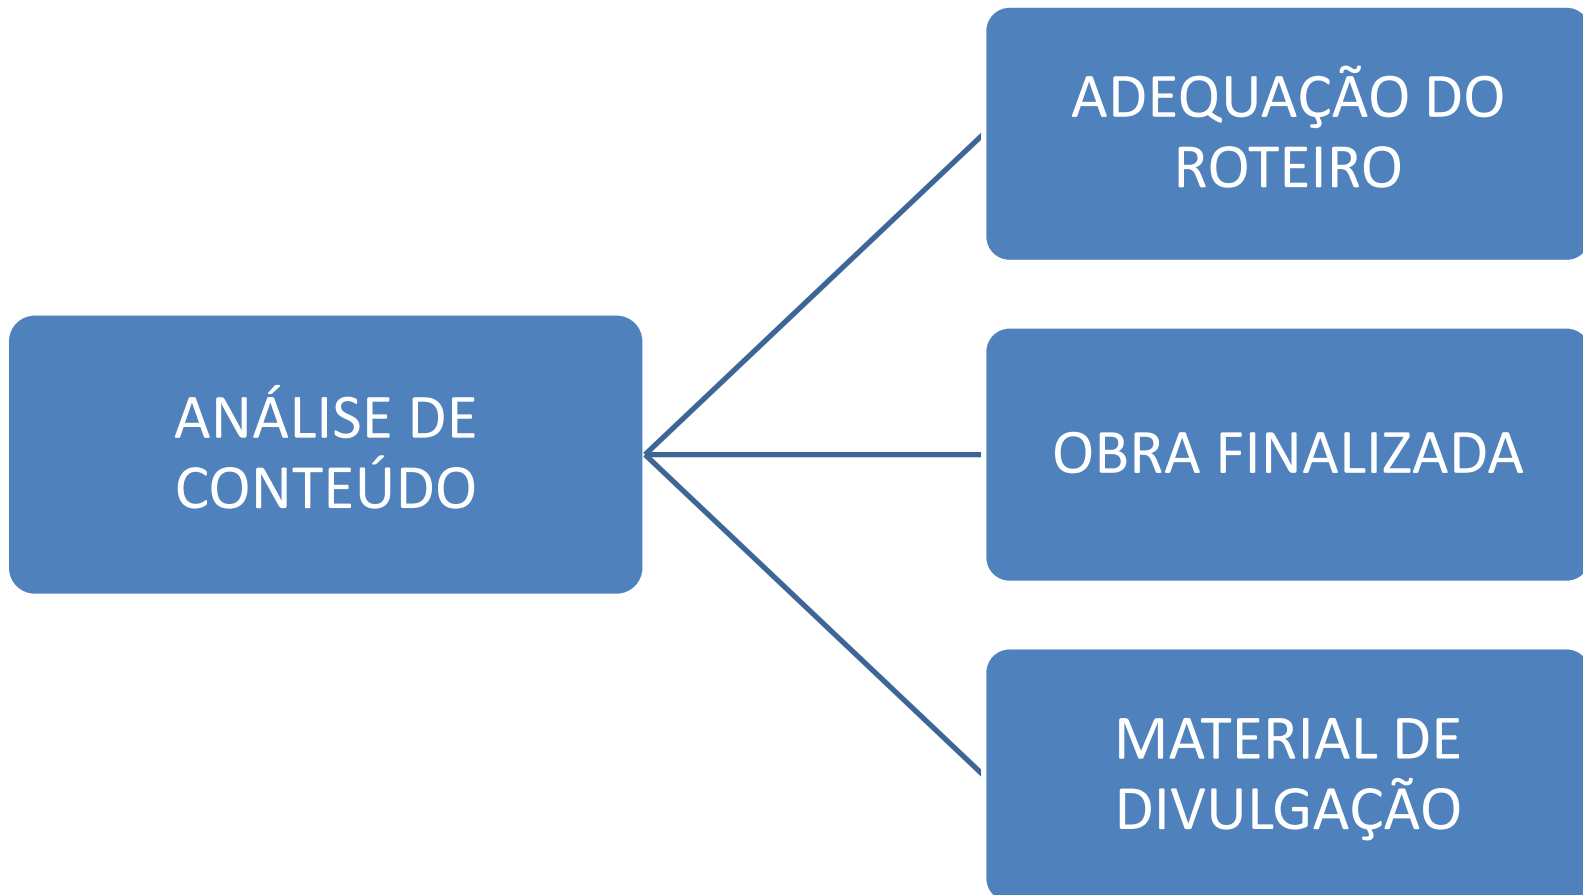 ANÁLISE DE
CONTEÚDO
ADEQUAÇÃO DO
ROTEIRO
OBRA FINALIZADA
MATERIAL DE
DIVULGAÇÃO